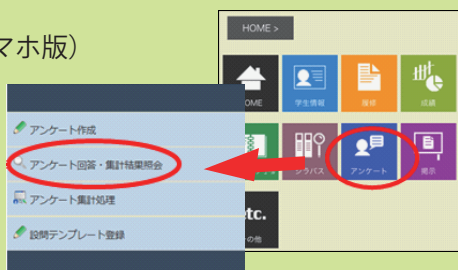 マホ版）
HOME >
OME
学生情報
履修
成績
シラバス
アンケート
掲示
etc.
の他
アンケート作成
アンケート回答・集計結果照会
アンケート集計処理
設問テンプレート登録